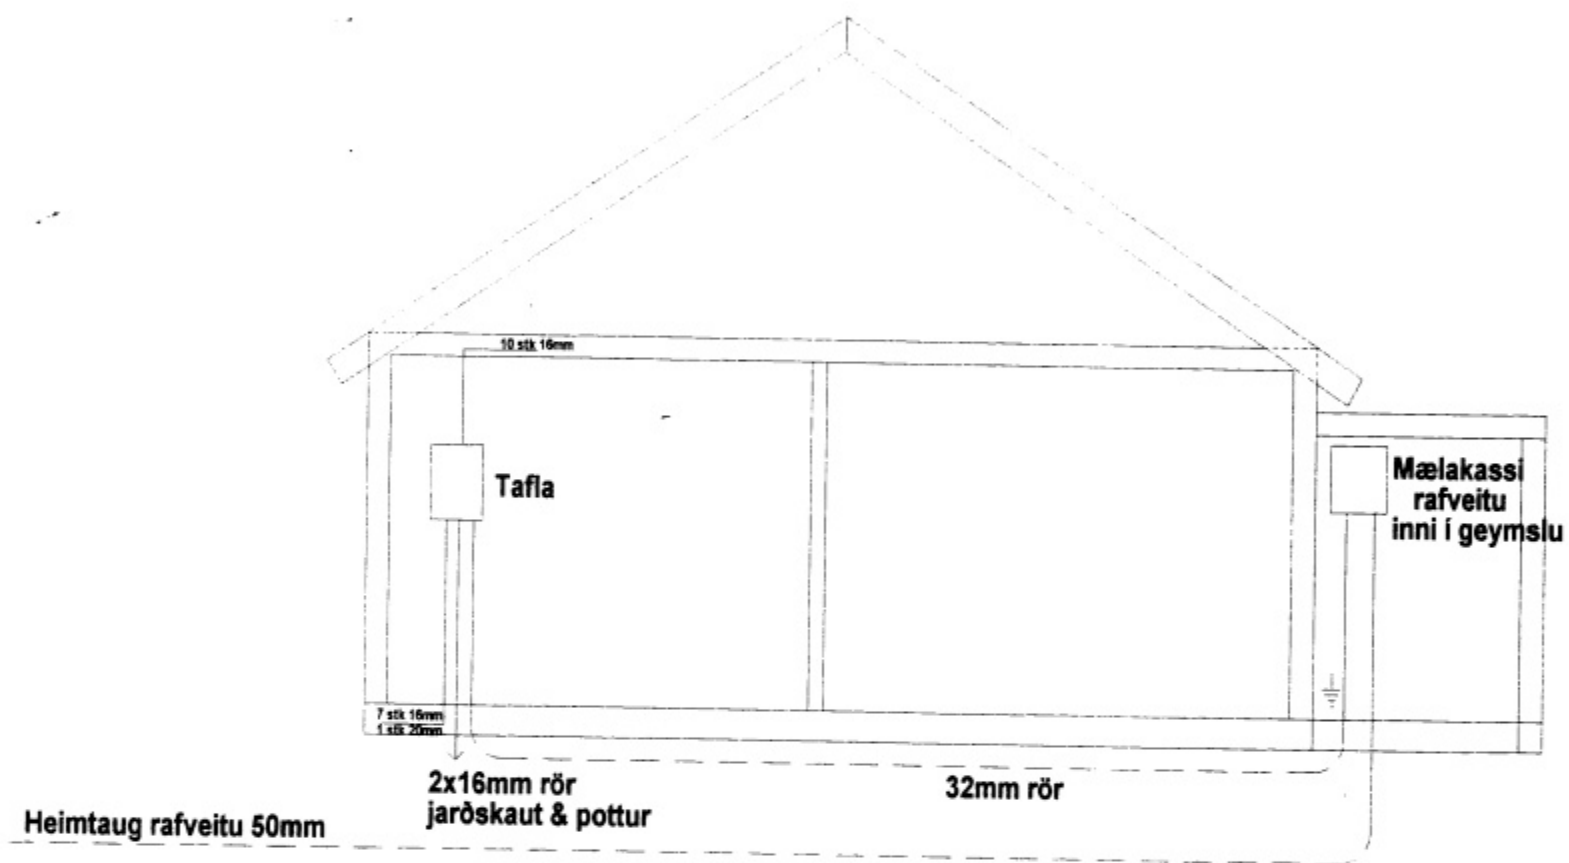 10 stk 16mm
Tafla
Mælakassi
rafveitu
inni í geymslu
7 stk 16mm
1 stk 20mm
2x16mm rör
jarðskaut & pottur
32mm rör
Heimtaug rafveitu 50mm